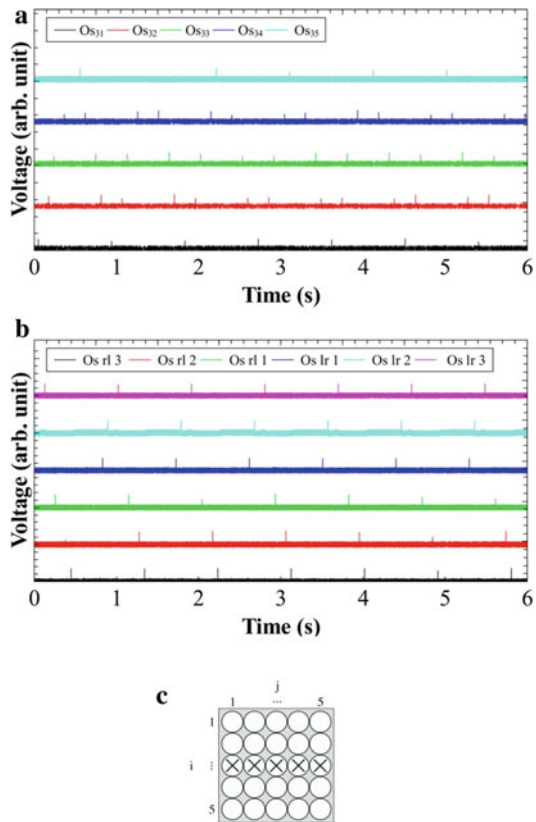 a
Os31 Os32 Os33 Os34 Os35
Voltage (arb. unit)
0 1 2 3 4 5 6
Time (s)
b
Os rl 3 Os rl 2 Os rl 1 Os lr 1 Os lr 2 Os lr 3
Voltage (arb. unit)
0 1 2 3 4 5 6
Time (s)
c
j
1 ... 5
1
i ...
5